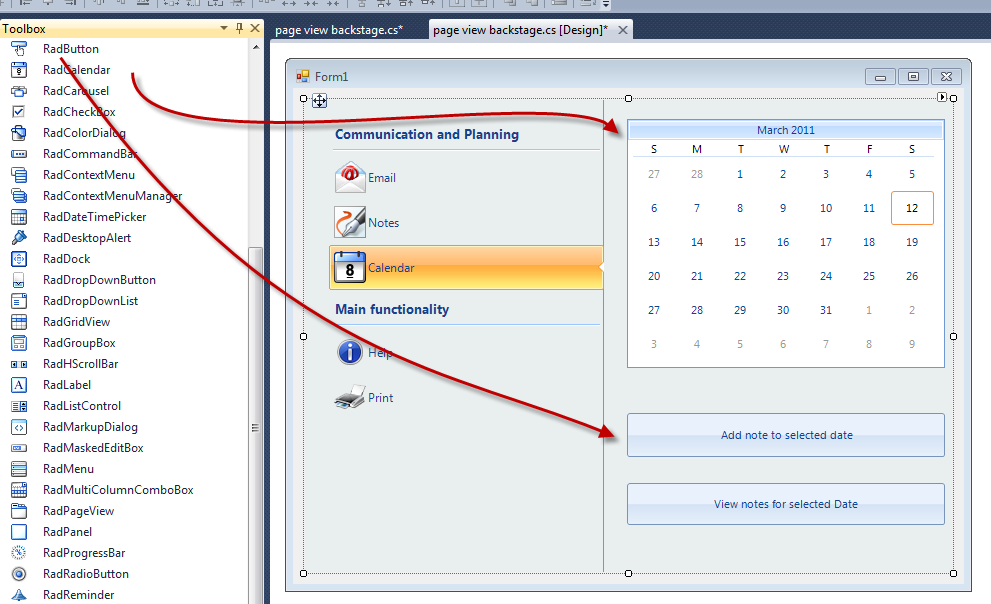 Toolbox
RadButton
RadCalendar
RadCarousel
RadCheckBox
RadColorDialog
RadCommandBar
RadContextMenu
RadContextMenuManager
RadDateTimePicker
RadDesktopAlert
RadDock
RadDropDownButton
RadDropDownList
RadGridView
RadGroupBox
RadHScrollBar
RadLabel
RadListControl
RadMarkupDialog
RadMaskedEditBox
RadMenu
RadMultiColumnComboBox
RadPageView
RadPanel
RadProgressBar
RadRadioButton
RadReminder
page view backstage.cs* page view backstage.cs [Design]*
Form1
Communication and Planning
Email
Notes
8 Calendar
Main functionality
Help
Print
March 2011
S M T W T F S
27 28 1 2 3 4 5
6 7 8 9 10 11 12
13 14 15 16 17 18 19
20 21 22 23 24 25 26
27 28 29 30 31 1 2
3 4 5 6 7 8 9
Add note to selected date
View notes for selected Date